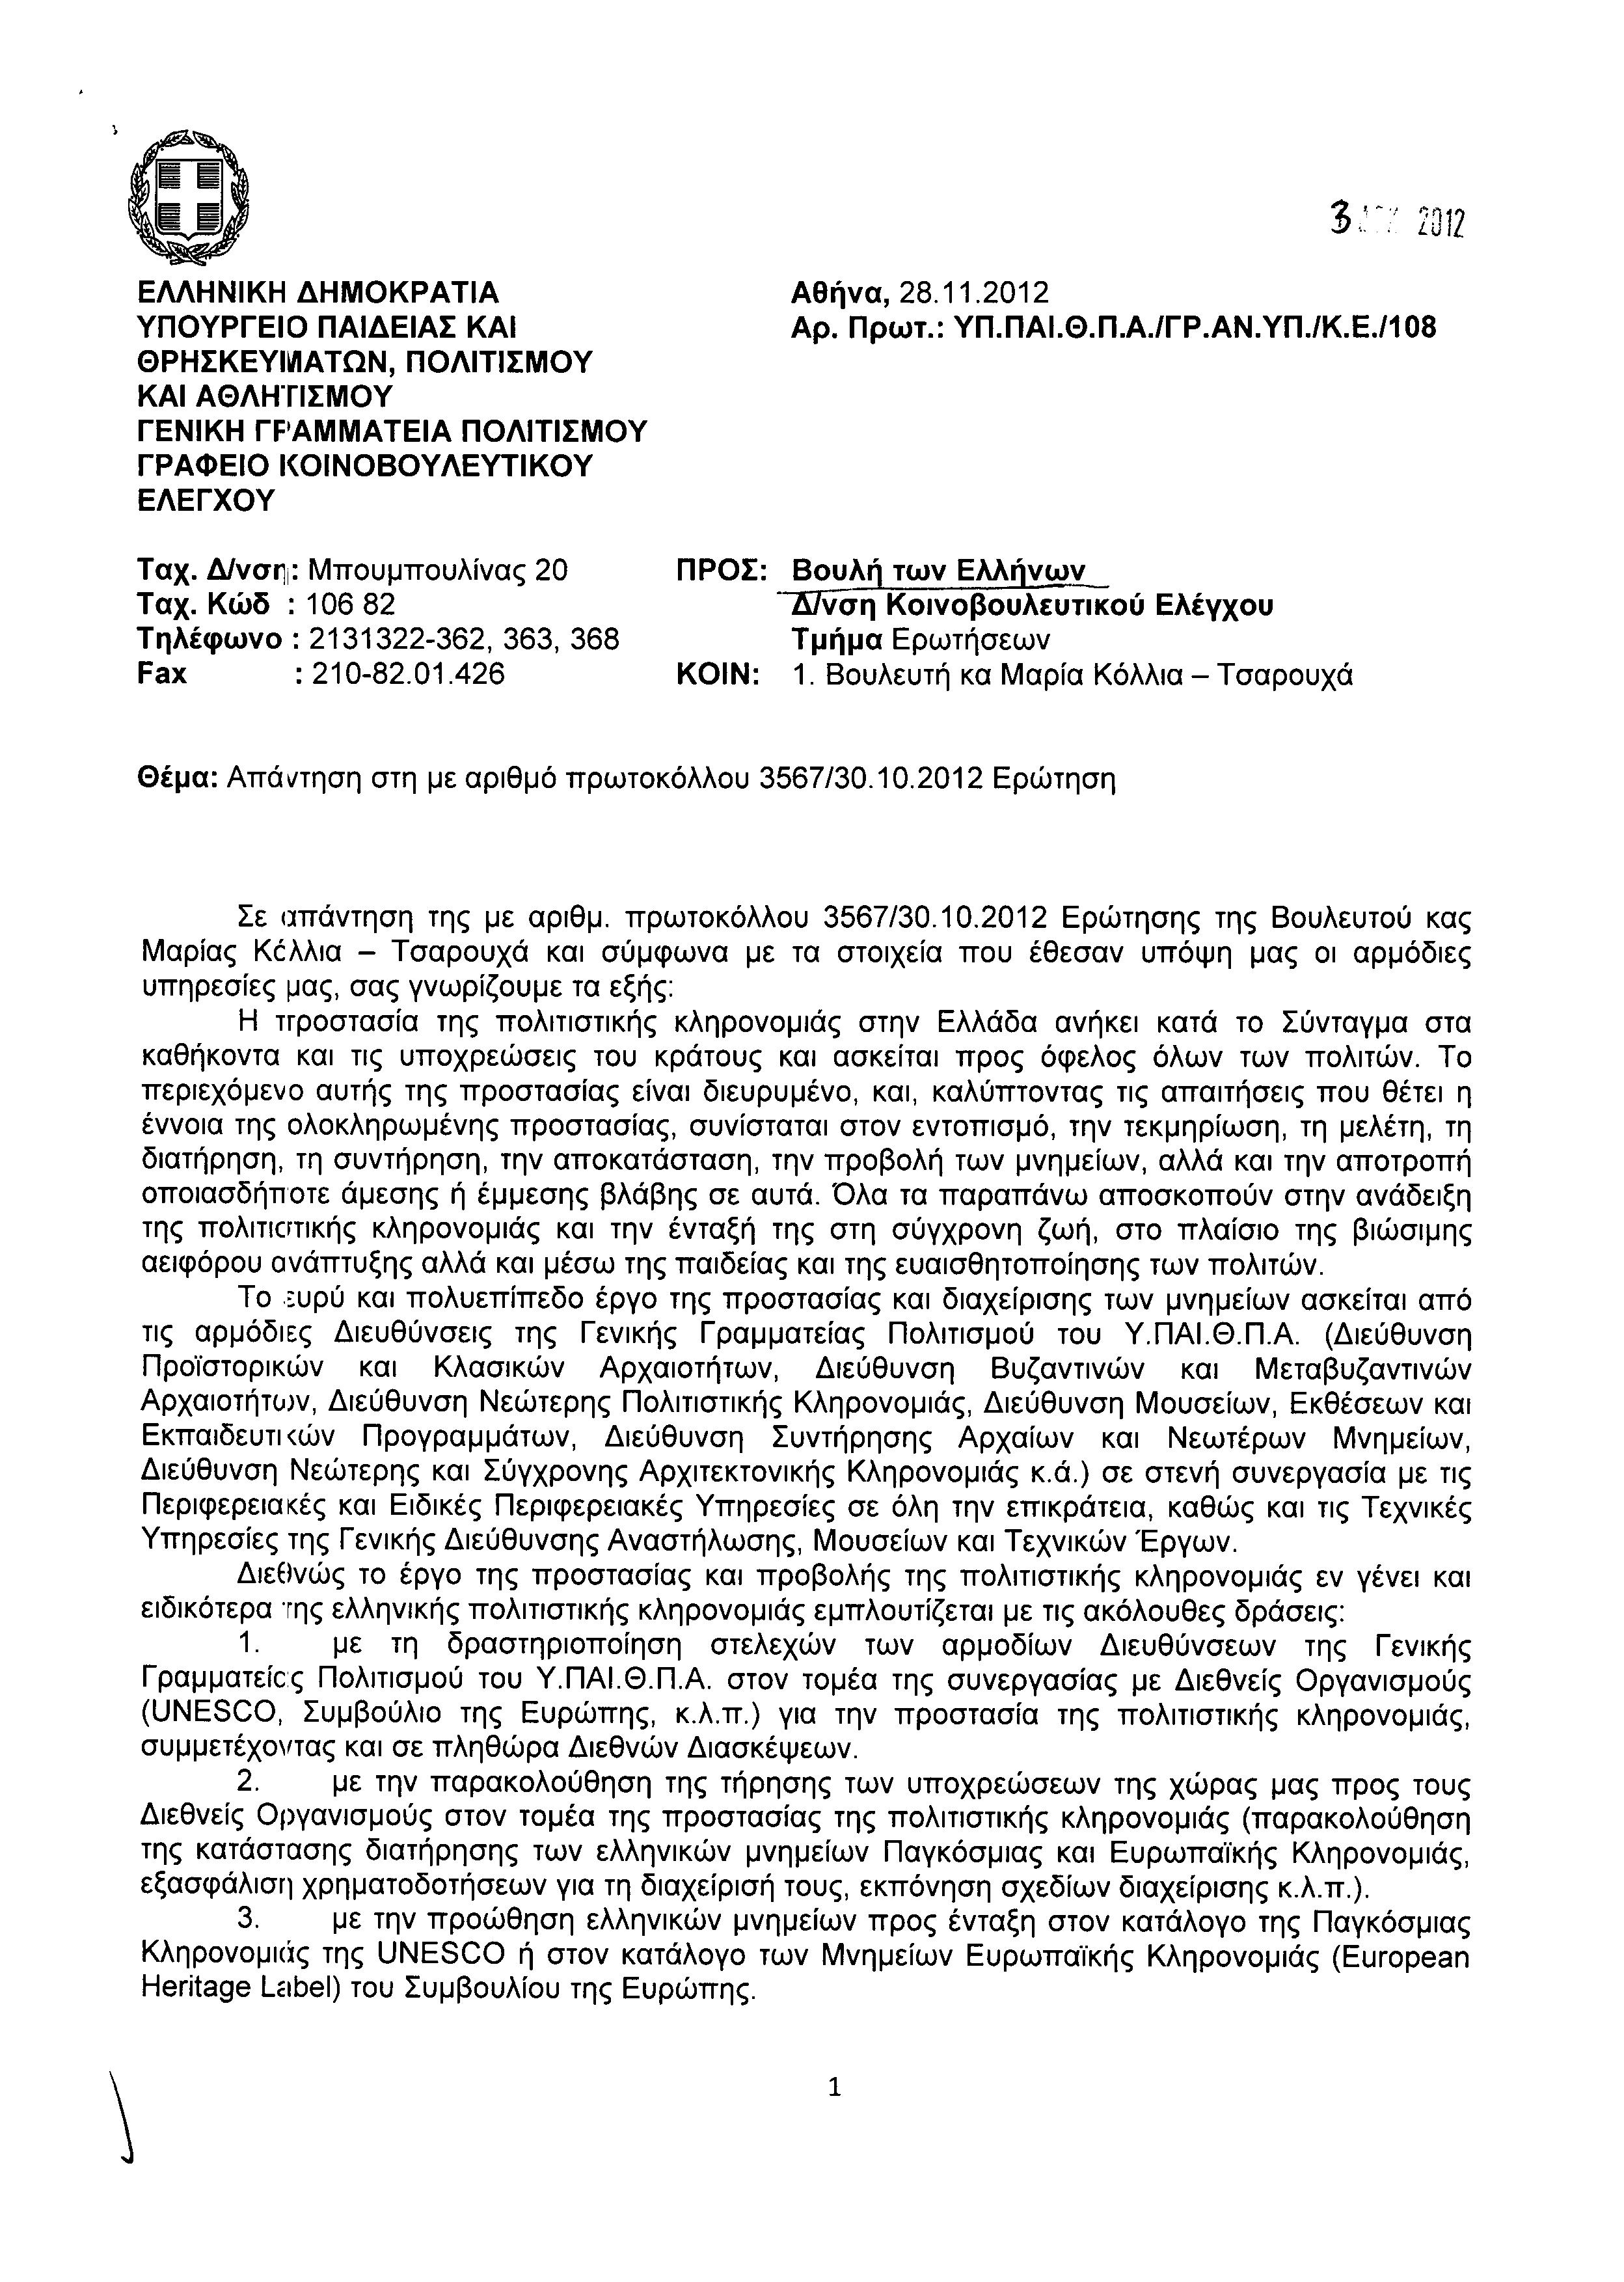 3 2012
ΕΛΛΗΝΙΚΗ ΔΗΜΟΚΡΑΤΙΑ
ΥΠΟΥΡΓΕΙΟ ΠΑΙΔΕΙΑΣ ΚΑΙ
ΘΡΗΣΚΕΥΜΑΤΩΝ, ΠΟΛΙΤΙΣΜΟΥ
ΚΑΙ ΑΘΛΗΤΙΣΜΟΥ
ΓΕΝΙΚΗ ΓΡΑΜΜΑΤΕΙΑ ΠΟΛΙΤΙΣΜΟΥ
ΓΡΑΦΕΙΟ ΚΟΙΝΟΒΟΥΛΕΥΤΙΚΟΥ
ΕΛΕΓΧΟΥ
Αθήνα, 28.11.2012
Αρ. Πρωτ.: ΥΠ.ΠΑΙ.Θ.Π.Α./ΓΡ.ΑΝ.ΥΠ./Κ.Ε./108
Ταχ. Δ/νση: Μπουμπουλίνας 20
Ταχ. Κώδ : 106 82
Τηλέφωνο : 2131322-362, 363, 368
Fax : 210-82.01.426
ΠΡΟΣ: Βουλή των Ελλήνων
Δ/νση Κοινοβουλευτικού Ελέγχου
Τμήμα Ερωτήσεων
ΚΟΙΝ: 1. Βουλευτή κα Μαρία Κόλλια – Τσαρουχά
Θέμα: Απάντηση στη με αριθμό πρωτοκόλλου 3567/30.10.2012 Ερώτηση
Σε απάντηση της με αριθμ. πρωτοκόλλου 3567/30.10.2012 Ερώτησης της Βουλευτού κας
Μαρίας Κόλλια – Τσαρουχά και σύμφωνα με τα στοιχεία που έθεσαν υπόψη μας οι αρμόδιες
υπηρεσίες μας, σας γνωρίζουμε τα εξής:
Η προστασία της πολιτιστικής κληρονομιάς στην Ελλάδα ανήκει κατά το Σύνταγμα στα
καθήκοντα και τις υποχρεώσεις του κράτους και ασκείται προς όφελος όλων των πολιτών. Το
περιεχόμενο αυτής της προστασίας είναι διευρυμένο, και, καλύπτοντας τις απαιτήσεις που θέτει η
έννοια της ολοκληρωμένης προστασίας, συνίσταται στον εντοπισμό, την τεκμηρίωση, τη μελέτη, τη
διατήρηση, τη συντήρηση, την αποκατάσταση, την προβολή των μνημείων, αλλά και την αποτροπή
οποιασδήποτε άμεσης ή έμμεσης βλάβης σε αυτά. Όλα τα παραπάνω αποσκοπούν στην ανάδειξη
της πολιτιστικής κληρονομιάς και την ένταξή της στη σύγχρονη ζωή, στο πλαίσιο της βιώσιμης
αειφόρου ανάπτυξης αλλά και μέσω της παιδείας και της ευαισθητοποίησης των πολιτών.
Το ευρύ και πολυεπίπεδο έργο της προστασίας και διαχείρισης των μνημείων ασκείται από
τις αρμόδιες Διευθύνσεις της Γενικής Γραμματείας Πολιτισμού του Υ.ΠΑΙ.Θ.Π.Α. (Διεύθυνση
Προϊστορικών και Κλασικών Αρχαιοτήτων, Διεύθυνση Βυζαντινών και Μεταβυζαντινών
Αρχαιοτήτων, Διεύθυνση Νεώτερης Πολιτιστικής Κληρονομιάς, Διεύθυνση Μουσείων, Εκθέσεων και
Εκπαιδευτικών Προγραμμάτων, Διεύθυνση Συντήρησης Αρχαίων και Νεωτέρων Μνημείων,
Διεύθυνση Νεώτερης και Σύγχρονης Αρχιτεκτονικής Κληρονομιάς κ.ά.) σε στενή συνεργασία με τις
Περιφερειακές και Ειδικές Περιφερειακές Υπηρεσίες σε όλη την επικράτεια, καθώς και τις Τεχνικές
Υπηρεσίες της Γενικής Διεύθυνσης Αναστήλωσης, Μουσείων και Τεχνικών Έργων.
Διεθνώς το έργο της προστασίας και προβολής της πολιτιστικής κληρονομιάς εν γένει και
ειδικότερα της ελληνικής πολιτιστικής κληρονομιάς εμπλουτίζεται με τις ακόλουθες δράσεις:
1. με τη δραστηριοποίηση στελεχών των αρμοδίων Διευθύνσεων της Γενικής
Γραμματείας Πολιτισμού του Υ.ΠΑΙ.Θ.Π.Α. στον τομέα της συνεργασίας με Διεθνείς Οργανισμούς
(UNESCO, Συμβούλιο της Ευρώπης, κ.λ.π.) για την προστασία της πολιτιστικής κληρονομιάς,
συμμετέχοντας και σε πληθώρα Διεθνών Διασκέψεων.
2. με την παρακολούθηση της τήρησης των υποχρεώσεων της χώρας μας προς τους
Διεθνείς Οργανισμούς στον τομέα της προστασίας της πολιτιστικής κληρονομιάς (παρακολούθηση
της κατάστασης διατήρησης των ελληνικών μνημείων Παγκόσμιας και Ευρωπαϊκής Κληρονομιάς,
εξασφάλιση χρηματοδοτήσεων για τη διαχείρισή τους, εκπόνηση σχεδίων διαχείρισης κ.λ.π.).
3. με την προώθηση ελληνικών μνημείων προς ένταξη στον κατάλογο της Παγκόσμιας
Κληρονομιάς της UNESCO ή στον κατάλογο των Μνημείων Ευρωπαϊκής Κληρονομιάς (European
Heritage Label) του Συμβουλίου της Ευρώπης.
1